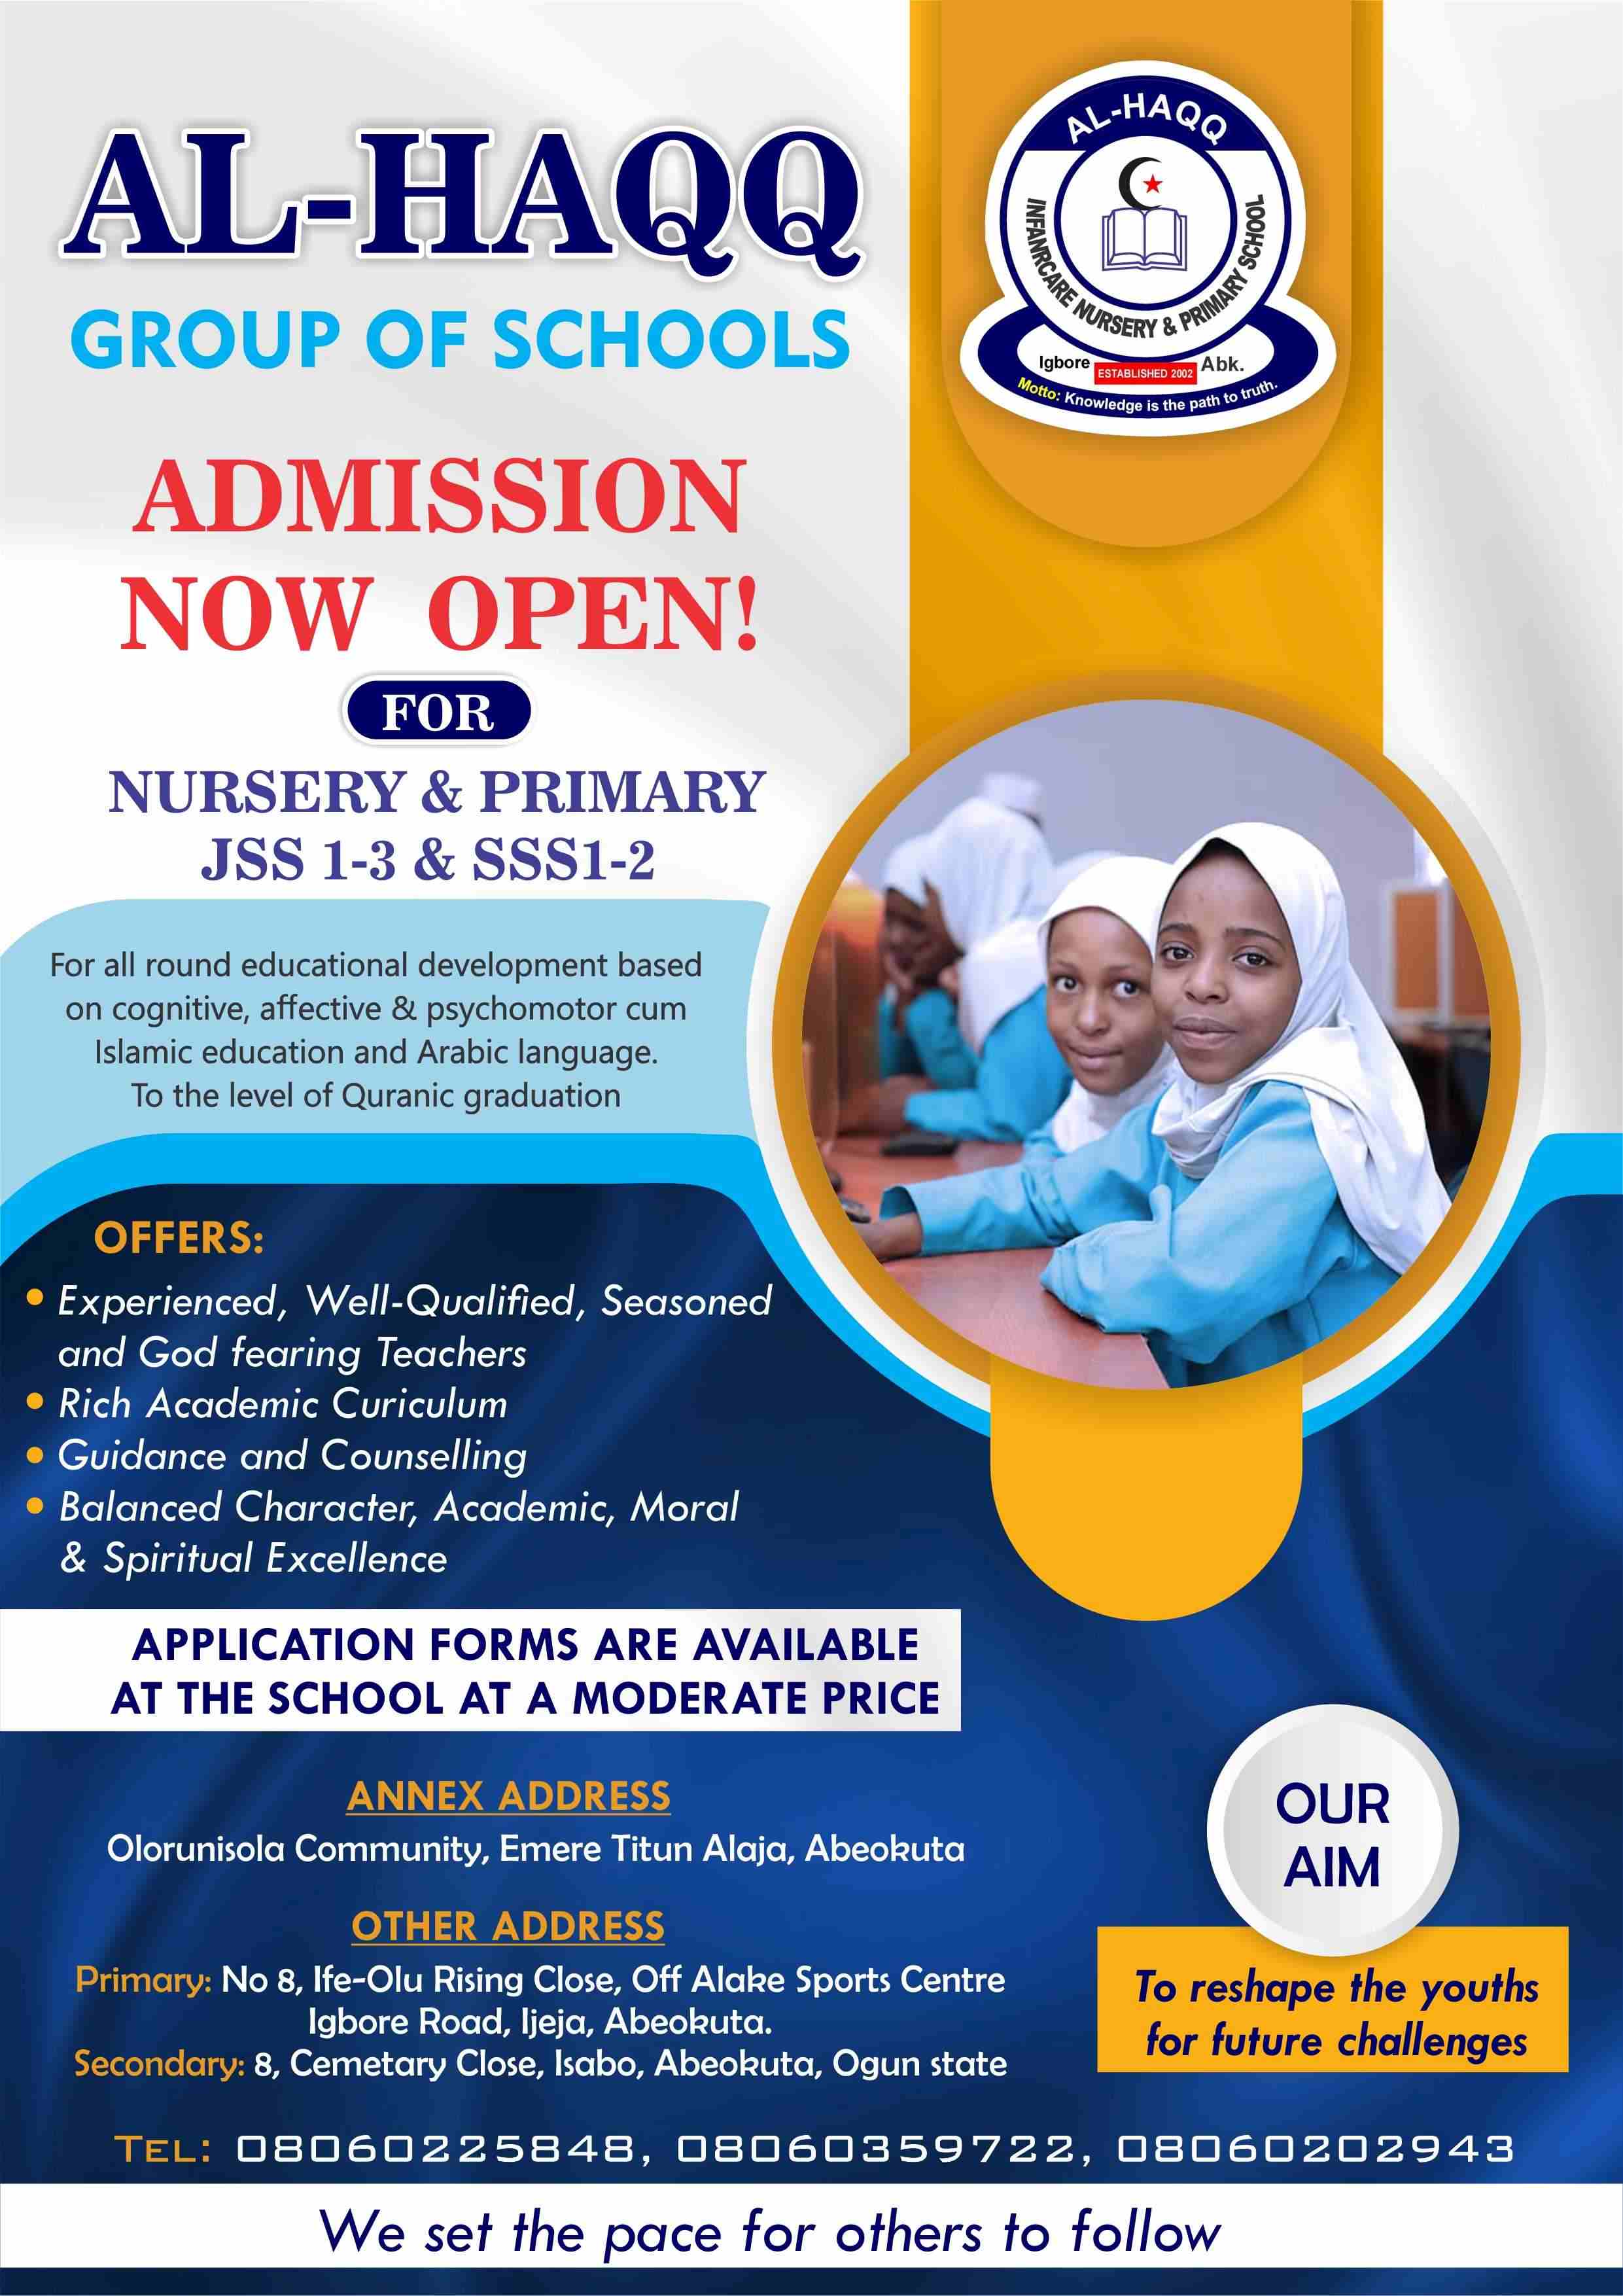 AL-HAQQ
GROUP OF SCHOOLS
AL-HAQQ
INFANRCARE NURSERY & PRIMARY SCHOOL
Igbore ESTABLISHED 2002 Abk.
Motto: Knowledge is the path to truth.
ADMISSION
NOW OPEN!
FOR
NURSERY & PRIMARY
JSS 1-3 & SSS1-2
For all round educational development based
on cognitive, affective & psychomotor cum
Islamic education and Arabic language.
To the level of Quranic graduation
OFFERS:
• Experienced, Well-Qualified, Seasoned
and God fearing Teachers
• Rich Academic Curiculum
• Guidance and Counselling
• Balanced Character, Academic, Moral
& Spiritual Excellence
APPLICATION FORMS ARE AVAILABLE
AT THE SCHOOL AT A MODERATE PRICE
ANNEX ADDRESS
Olorunisola Community, Emere Titun Alaja, Abeokuta
OTHER ADDRESS
Primary: No 8, Ife-Olu Rising Close, Off Alake Sports Centre
Igbore Road, Ijeja, Abeokuta.
Secondary: 8, Cemetary Close, Isabo, Abeokuta, Ogun state
OUR
AIM
To reshape the youths
for future challenges
TEL: 08060225848, 08060359722, 08060202943
We set the pace for others to follow